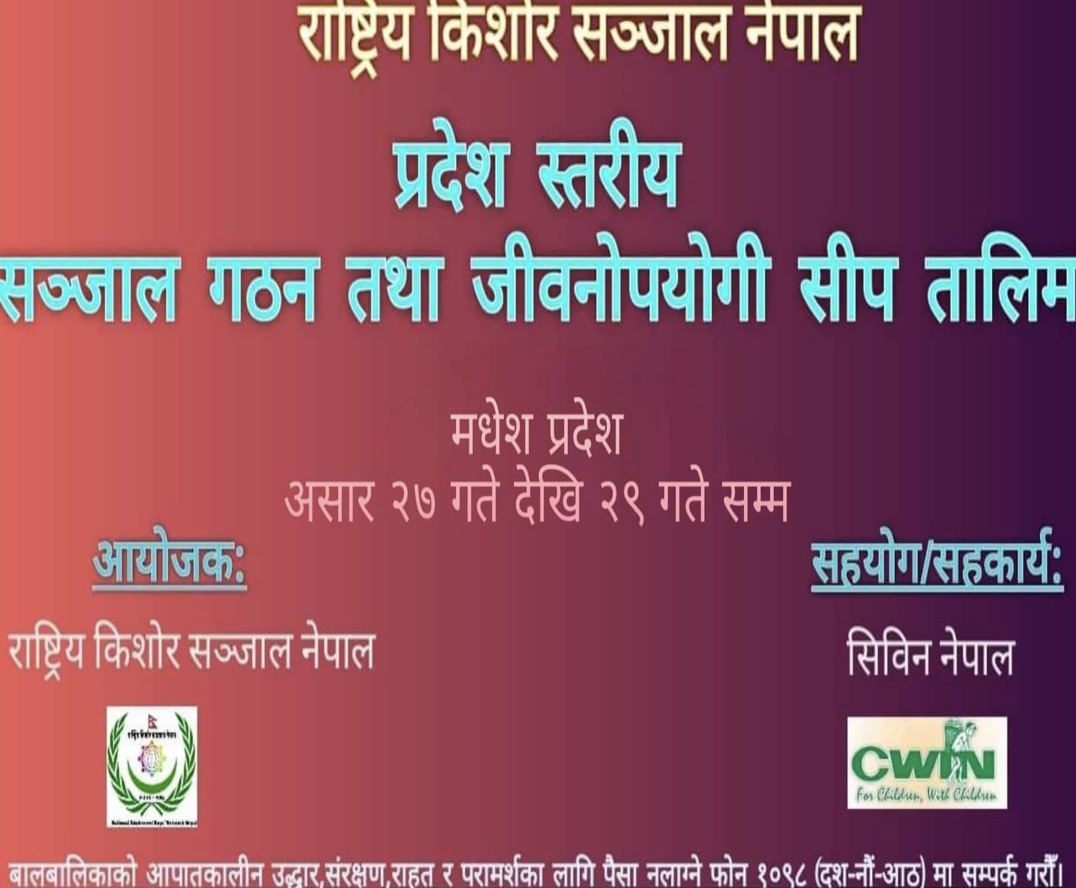 राष्ट्रिय किशोर सञ्जाल नेपाल
प्रदेश स्तरीय
सञ्जाल गठन तथा जीवनोपयोगी सीप तालिम
मधेश प्रदेश
असार २७ गते देखि २९ गते सम्म
आयोजक:
राष्ट्रिय किशोर सञ्जाल नेपाल
सहयोग/सहकार्य:
सिविन नेपाल
CWIN
For Children, With Children
बालबालिकाको आपातकालीन उद्धार,संरक्षण,राहत र परामर्शका लागि पैसा नलाग्ने फोन १०९८ (दश-नौं-आठ) मा सम्पर्क गरौँ।